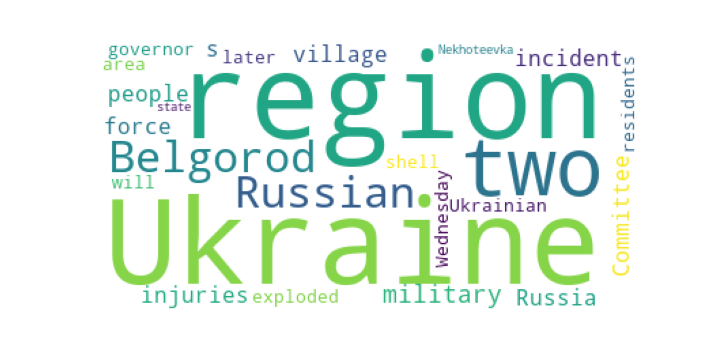 governor s later village Nekhoteevka incident
area
people state region
force
Belgorod shell two residents
will Russian Wednesday Ukrainian Committee
Ukraine
injuries exploded military Russia